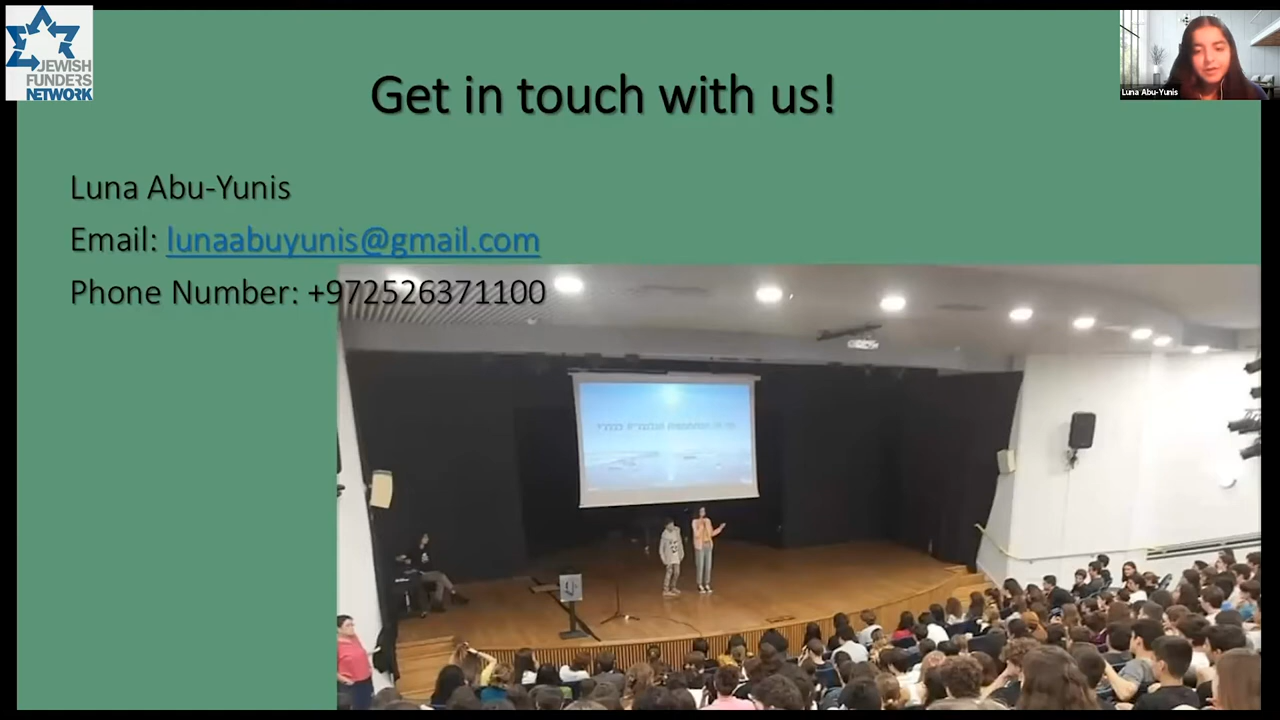 JEWISH
FUNDERS
NETWORK
Get in touch with us!
Luna Abu-Yunis
Luna Abu-Yunis
Email: lunaabuyunis@gmail.com
Phone Number: +972526371100